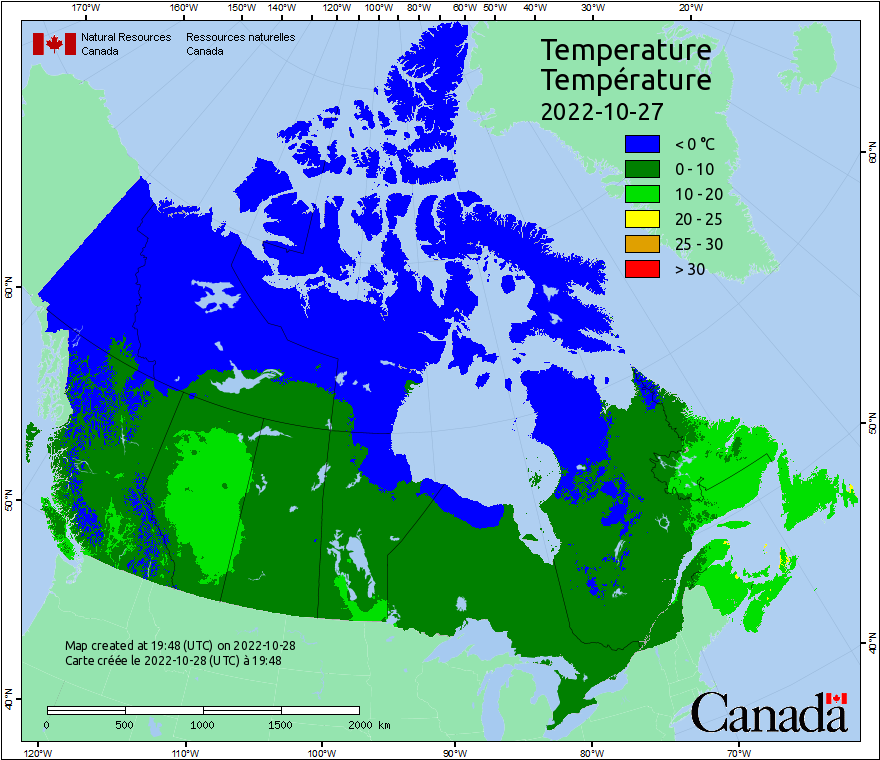 170°W 160°W 150°W 140°W 130°W 120°W 110°W 100°W 80°W 60°W 50°W 40°W 30°W 20°W
Natural Resources Ressources naturelles
Canada Canada
Temperature
Température
2022-10-27
< 0 °C
0 - 10
10 - 20
20 - 25
25 - 30
> 30
60°N
50°N
40°N
60°N
50°N
40°N
Map created at 19:48 (UTC) on 2022-10-28
Carte créée le 2022-10-28 (UTC) à 19:48
0 500 1000 1500 2000 km
Canada
120°W 110°W 100°W 90°W 80°W 70°W